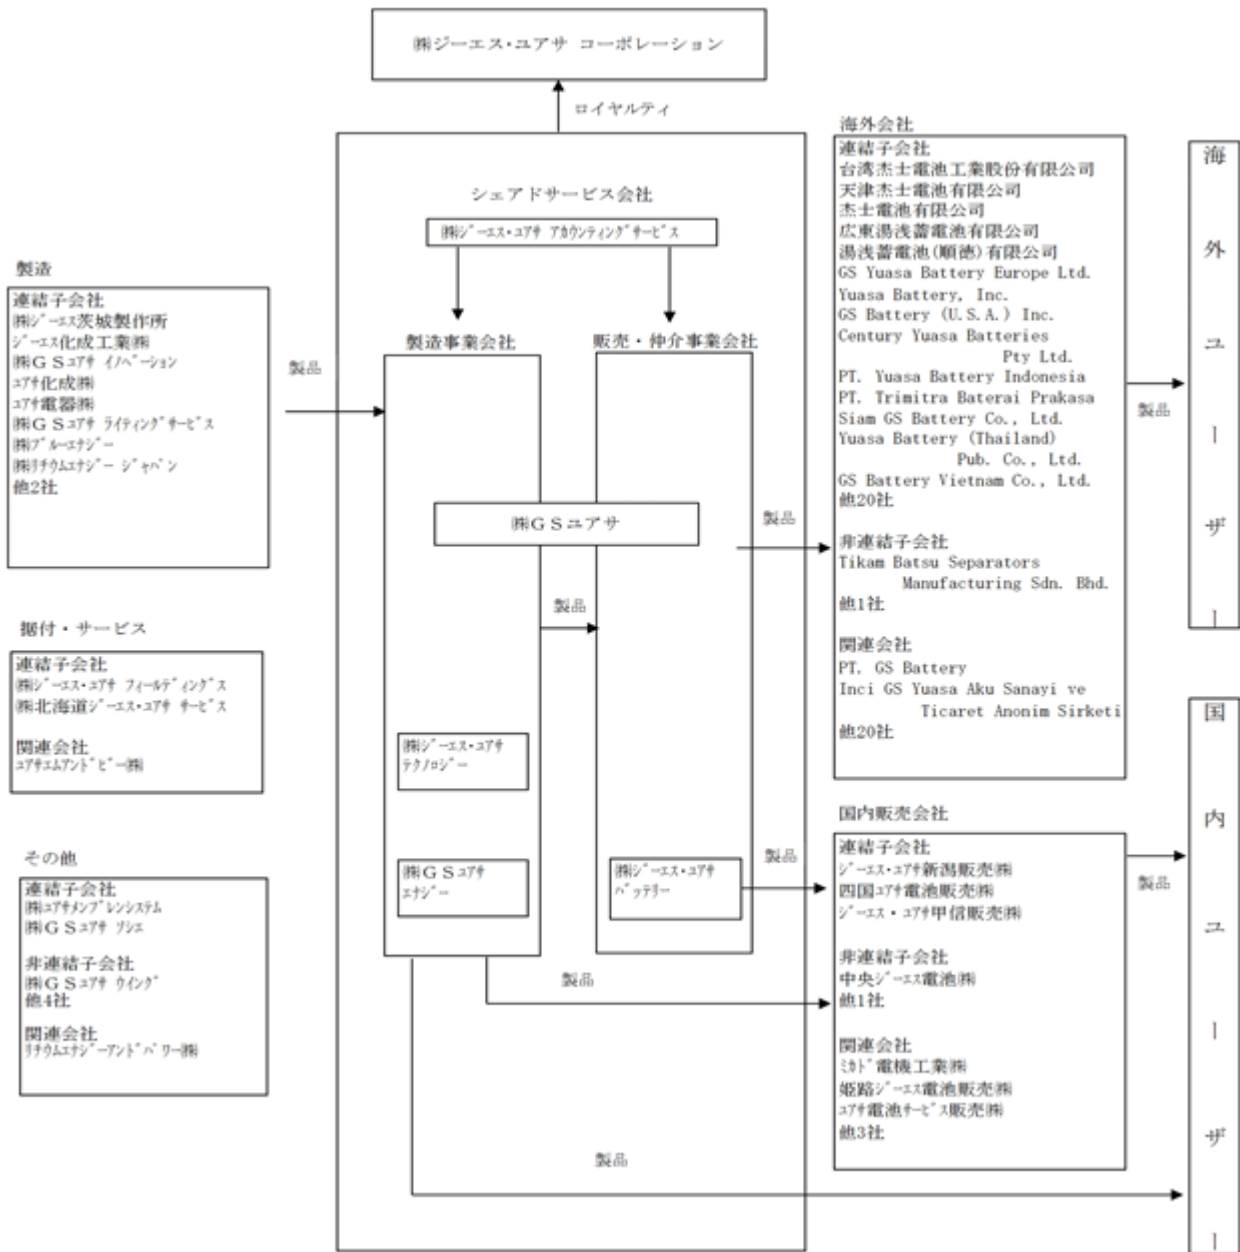 ㈱ジーエス・ユアサ コーポレーション
ロイヤルティ
シェアドサービス会社
㈱ジーエス・ユアサ アカウンティングサービス
製造
連結子会社
㈱ジーエス茨城製作所
ジーエス化成工業㈱
㈱ＧＳユアサ イノベーション
ユアサ化成㈱
ユアサ電器㈱
㈱ＧＳユアサ ライティングサービス
㈱ブルーエナジー
㈱リチウムエナジー ジャパン
他2社
製品
据付・サービス
連結子会社
㈱ジーエス・ユアサ フィールディングス
㈱北海道ジーエス・ユアサ サービス
関連会社
ユアサエムアンドビー㈱
その他
連結子会社
㈱ユアサメンブレンシステム
㈱ＧＳユアサ ソシエ
非連結子会社
㈱ＧＳユアサ ウイング
他4社
関連会社
リチウムエナジーアンドパワー㈱
製造事業会社
販売・仲介事業会社
㈱ＧＳユアサ
製品
㈱ジーエス・ユアサ
テクノロジー
㈱ＧＳユアサ
エナジー
㈱ジーエス・ユアサ
バッテリー
製品
製品
製品
製品
海外会社
連結子会社
台湾杰士電池工業股份有限公司
天津杰士電池有限公司
杰士電池有限公司
広東湯浅蓄電池有限公司
湯浅蓄電池(順徳)有限公司
GS Yuasa Battery Europe Ltd.
Yuasa Battery, Inc.
GS Battery (U.S.A.) Inc.
Century Yuasa Batteries
Pty Ltd.
PT. Yuasa Battery Indonesia
PT. Trimitra Baterai Prakasa
Siam GS Battery Co., Ltd.
Yuasa Battery (Thailand)
Pub. Co., Ltd.
GS Battery Vietnam Co., Ltd.
他20社
非連結子会社
Tikam Batsu Separators
Manufacturing Sdn. Bhd.
他1社
関連会社
PT. GS Battery
Inci GS Yuasa Aku Sanayi ve
Ticaret Anonim Sirketi
他20社
製品
海外ユーザー
国内販売会社
連結子会社
ジーエス・ユアサ新潟販売㈱
四国ユアサ電池販売㈱
ジーエス・ユアサ甲信販売㈱
非連結子会社
中央ジーエス電池㈱
他1社
関連会社
ミカド電機工業㈱
姫路ジーエス電池販売㈱
ユアサ電池サービス販売㈱
他3社
製品
国内ユーザー